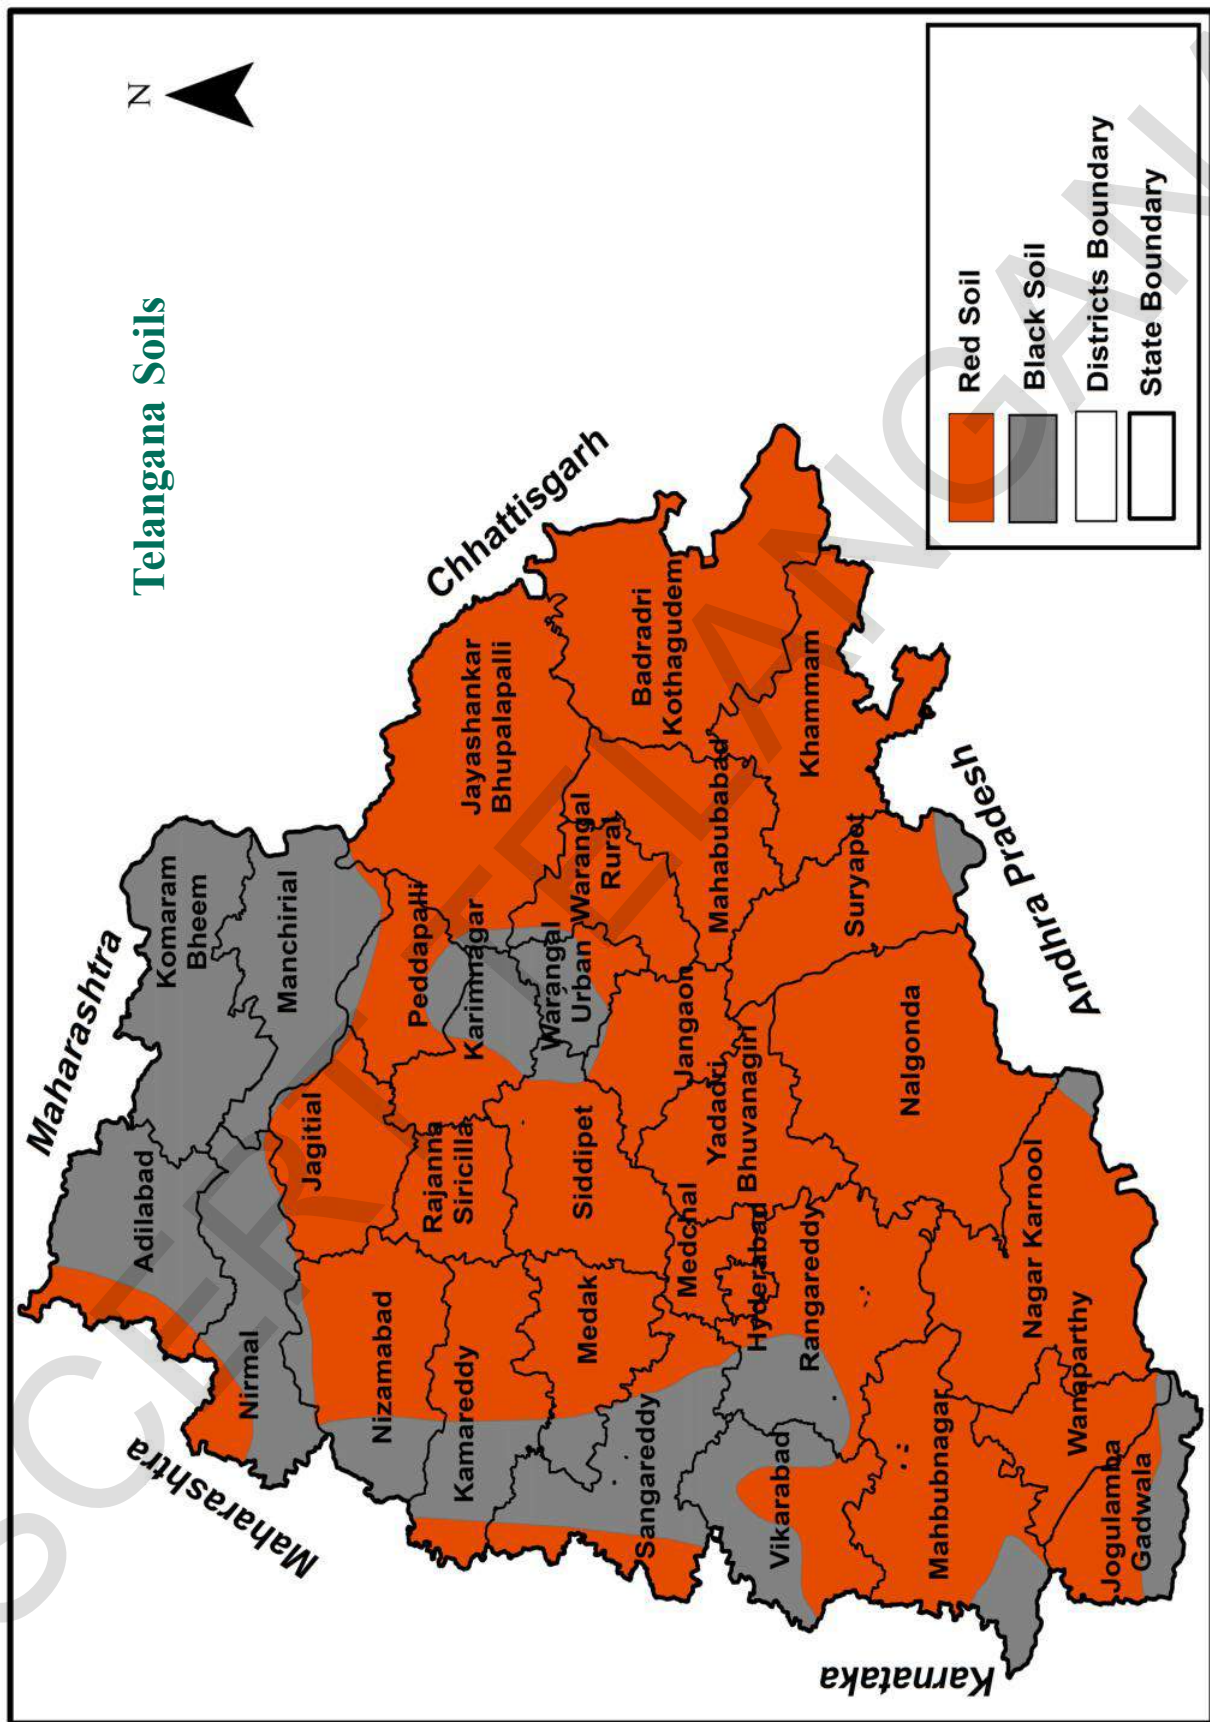 Telangana Soils
N
Maharashtra
Maharashtra
Chhattisgarh
Andhra Pradesh
Karnataka
Adilabad
Komaram
Bheem
Manchirial
Nirmal
Jagitial
Peddapalli
Jayashankar
Bhupalapalli
Nizamabad
Rajanna
Siricilla
Karimnagar
Kamareddy
Warangal
Urban
Warangal
Rural
Siddipet
Medak
Badradri
Kothagudem
Mahabubabad
Jangaon
Sangareddy
Medchal
Yadadri
Bhuvanagiri
Hyderabad
Khammam
Suryapet
Vikarabad
Rangareddy
Nalgonda
Mahbubnagar
Nagar Karnool
Wanaparthy
Jogulamba
Gadwala
Red Soil
Black Soil
Districts Boundary
State Boundary
SCERT TELANGANA